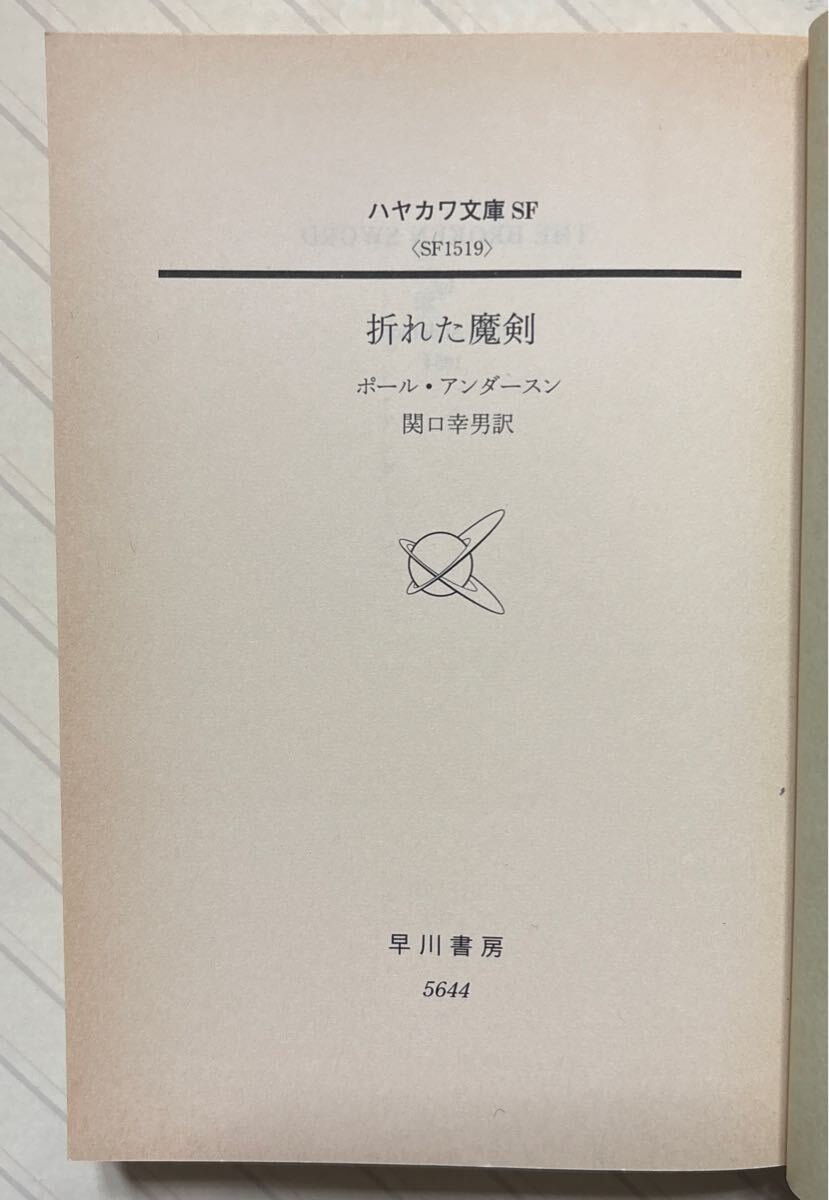 ハヤカワ文庫 SF
〈SF1519〉
折れた魔剣
ポール・アンダースン
関口幸男訳
早川書房
5644